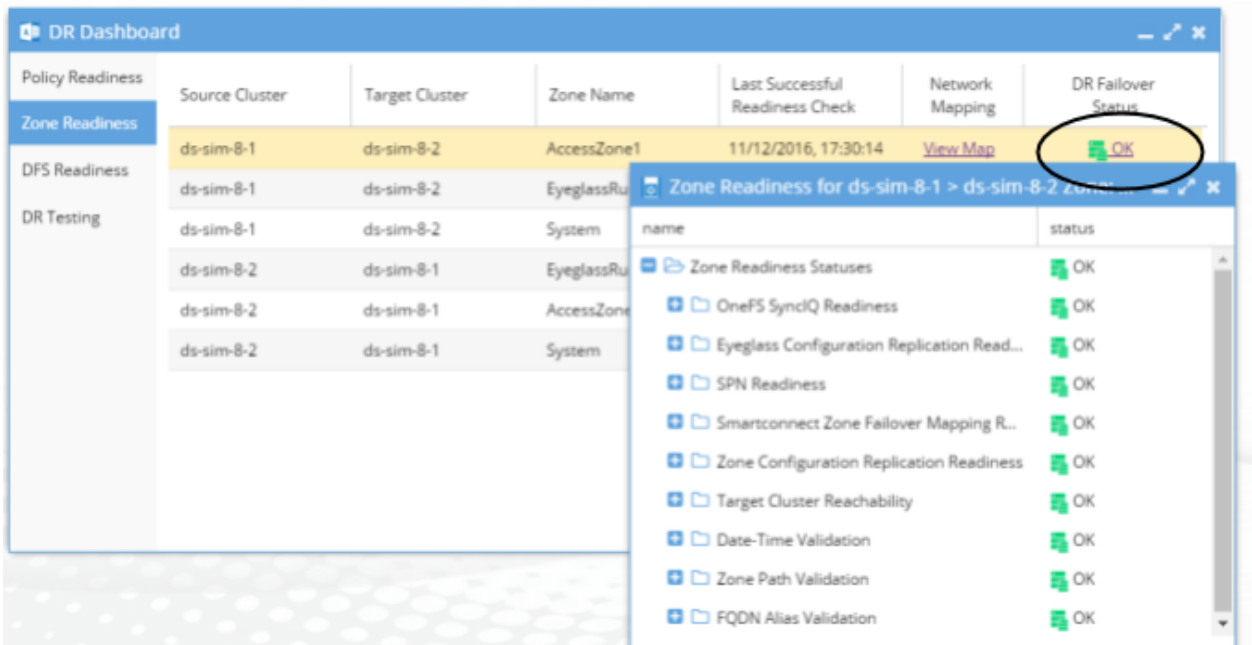 DR Dashboard
Policy Readiness
Zone Readiness
DFS Readiness
DR Testing
Source Cluster Target Cluster Zone Name Last Successful Readiness Check Network Mapping DR Failover Status
ds-sim-8-1 ds-sim-8-2 AccessZone1 11/12/2016, 17:30:14 View Map OK
ds-sim-8-1 ds-sim-8-2 EyeglassRu
ds-sim-8-1 ds-sim-8-2 System
ds-sim-8-2 ds-sim-8-1 EyeglassRu
ds-sim-8-2 ds-sim-8-1 AccessZone
ds-sim-8-2 ds-sim-8-1 System
Zone Readiness for ds-sim-8-1 > ds-sim-8-2 Zone: ...
name status
Zone Readiness Statuses OK
OneFS SyncIQ Readiness OK
Eyeglass Configuration Replication Read... OK
SPN Readiness OK
Smartconnect Zone Failover Mapping R... OK
Zone Configuration Replication Readiness OK
Target Cluster Reachability OK
Date-Time Validation OK
Zone Path Validation OK
FQDN Alias Validation OK